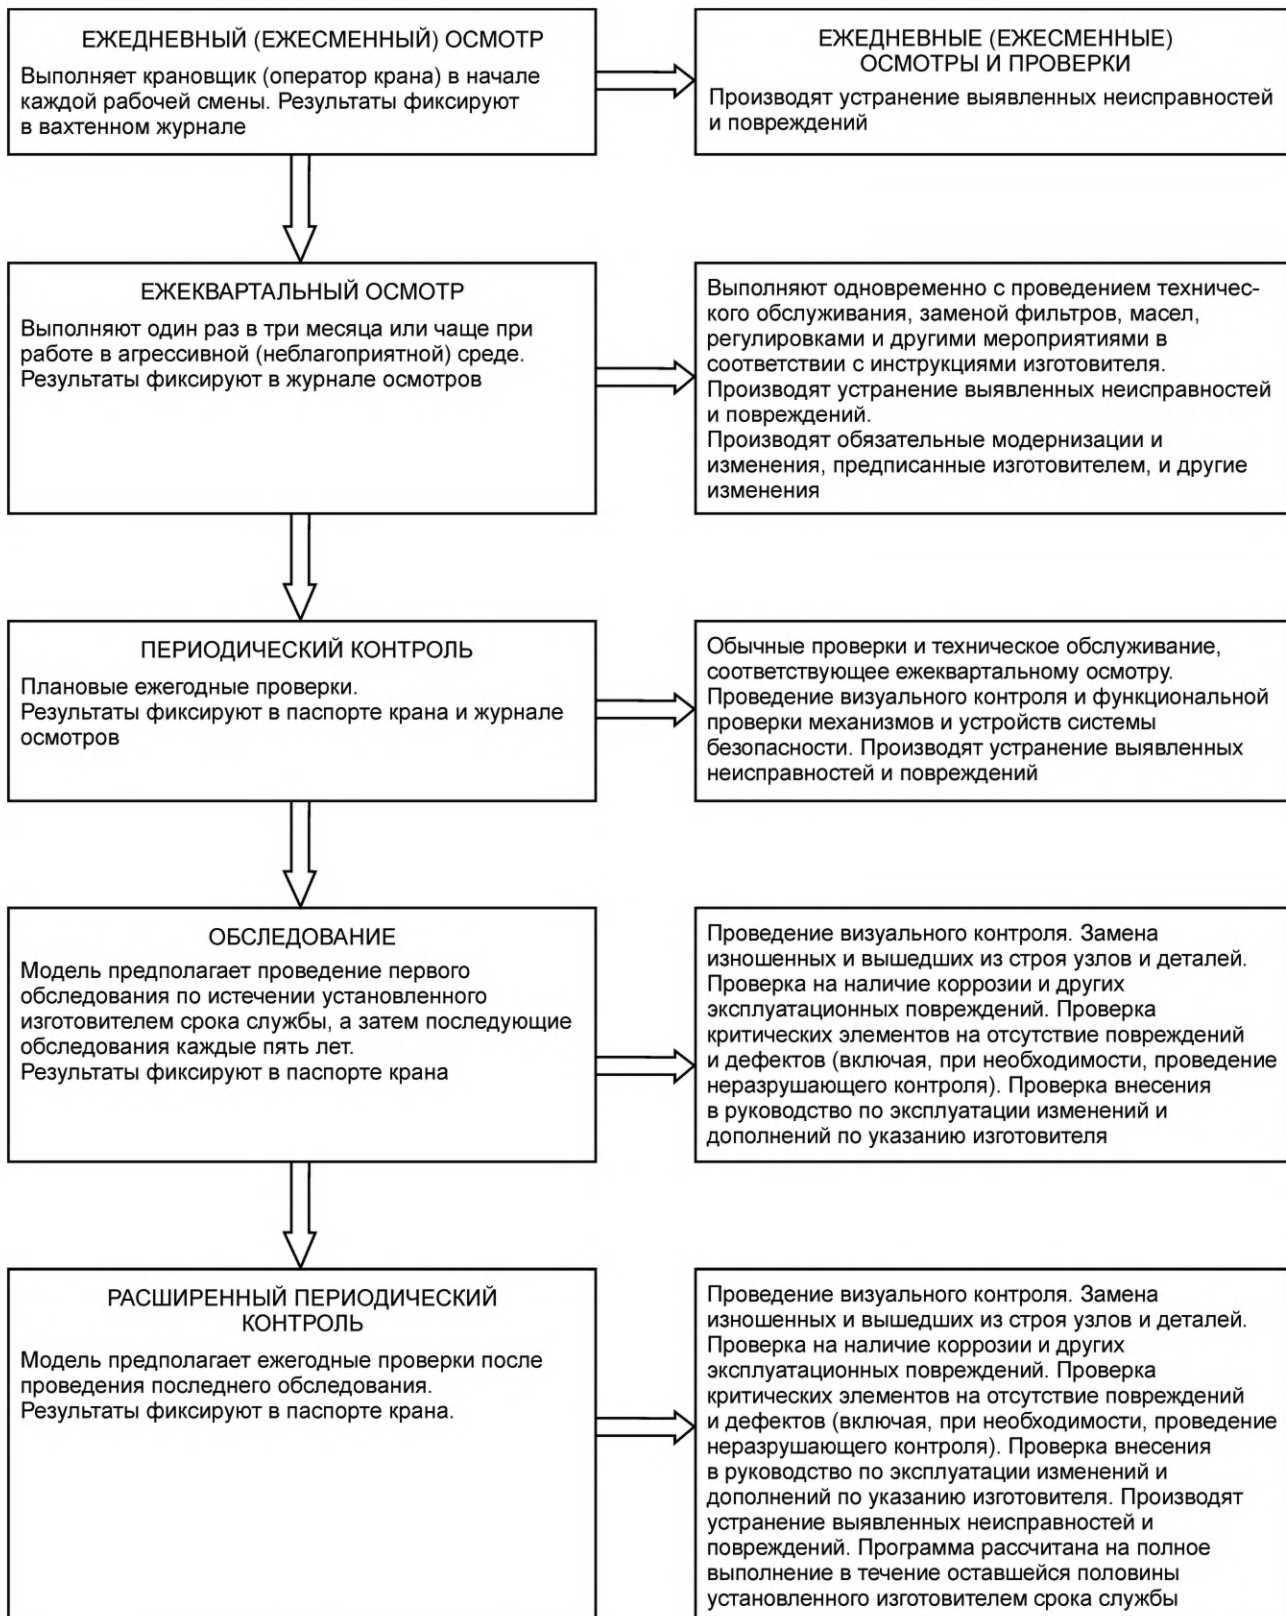 ЕЖЕДНЕВНЫЙ (ЕЖЕСМЕННЫЙ) ОСМОТР
Выполняет крановщик (оператор крана) в начале
каждой рабочей смены. Результаты фиксируют
в вахтенном журнале
ЕЖЕДНЕВНЫЕ (ЕЖЕСМЕННЫЕ)
ОСМОТРЫ И ПРОВЕРКИ
Производят устранение выявленных неисправностей
и повреждений
ЕЖЕКВАРТАЛЬНЫЙ ОСМОТР
Выполняют один раз в три месяца или чаще при
работе в агрессивной (неблагоприятной) среде.
Результаты фиксируют в журнале осмотров
Выполняют одновременно с проведением техничес-
кого обслуживания, заменой фильтров, масел,
регулировками и другими мероприятиями в
соответствии с инструкциями изготовителя.
Производят устранение выявленных неисправностей
и повреждений.
Производят обязательные модернизации и
изменения, предписанные изготовителем, и другие
изменения
ПЕРИОДИЧЕСКИЙ КОНТРОЛЬ
Плановые ежегодные проверки.
Результаты фиксируют в паспорте крана и журнале
осмотров
Обычные проверки и техническое обслуживание,
соответствующее ежеквартальному осмотру.
Проведение визуального контроля и функциональной
проверки механизмов и устройств системы
безопасности. Производят устранение выявленных
неисправностей и повреждений
ОБСЛЕДОВАНИЕ
Модель предполагает проведение первого
обследования по истечении установленного
изготовителем срока службы, а затем последующие
обследования каждые пять лет.
Результаты фиксируют в паспорте крана
Проведение визуального контроля. Замена
изношенных и вышедших из строя узлов и деталей.
Проверка на наличие коррозии и других
эксплуатационных повреждений. Проверка
критических элементов на отсутствие повреждений
и дефектов (включая, при необходимости, проведение
неразрушающего контроля). Проверка внесения
в руководство по эксплуатации изменений и
дополнений по указанию изготовителя
РАСШИРЕННЫЙ ПЕРИОДИЧЕСКИЙ
КОНТРОЛЬ
Модель предполагает ежегодные проверки после
проведения последнего обследования.
Результаты фиксируют в паспорте крана.
Проведение визуального контроля. Замена
изношенных и вышедших из строя узлов и деталей.
Проверка на наличие коррозии и других
эксплуатационных повреждений. Проверка
критических элементов на отсутствие повреждений
и дефектов (включая, при необходимости, проведение
неразрушающего контроля). Проверка внесения
в руководство по эксплуатации изменений и
дополнений по указанию изготовителя. Производят
устранение выявленных неисправностей и
повреждений. Программа рассчитана на полное
выполнение в течение оставшейся половины
установленного изготовителем срока службы